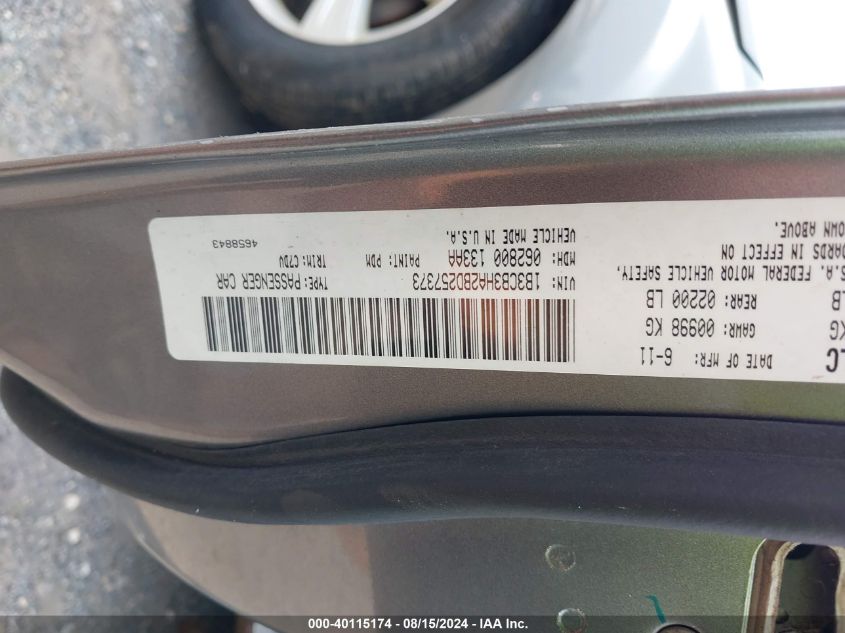 LC
DATE OF MFR: 6-11
KG
GAWR: 00998 KG
LB
REAR: 02200 LB
S.A. FEDERAL MOTOR VEHICLE SAFETY.
DARDS IN EFFECT ON
OWN ABOVE.
VIN: 1B3CB3HA2BD257373
TYPE: PASSENGER CAR
MDH: 062800 133AA
PAINT: PDM
TRIM: C7DV
VEHICLE MADE IN U.S.A.
4658843
000-40115174 - 08/15/2024 - IAA Inc.